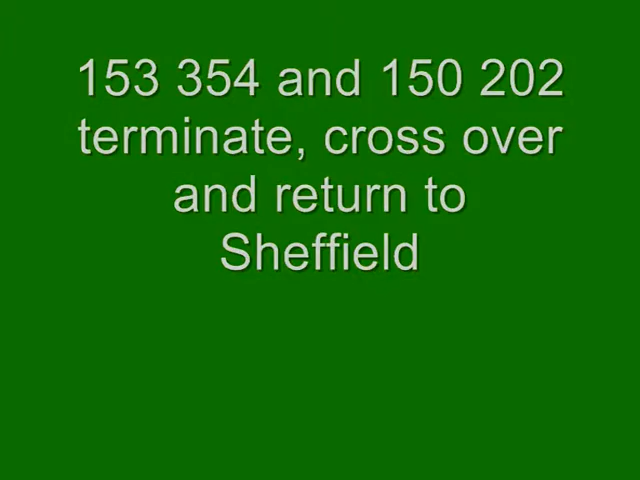 153 354 and 150 202
terminate, cross over
and return to
Sheffield